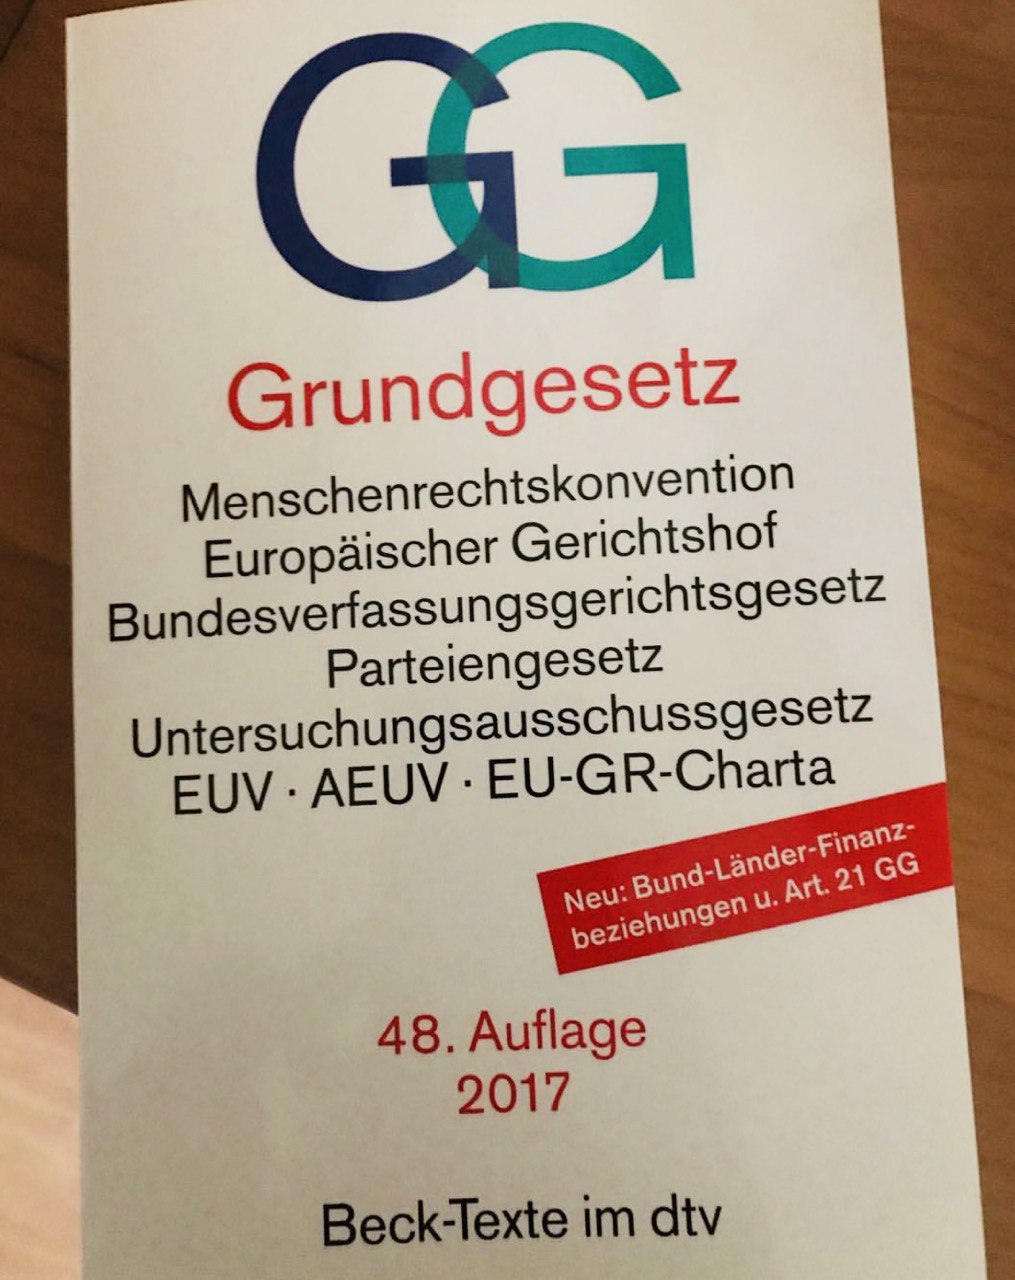 GG
Grundgesetz
Menschenrechtskonvention
Europäischer Gerichtshof
Bundesverfassungsgerichtsgesetz
Parteiengesetz
Untersuchungsausschussgesetz
EUV · AEUV · EU-GR-Charta
Neu: Bund-Länder-Finanz-
beziehungen u. Art. 21 GG
48. Auflage
2017
Beck-Texte im dtv